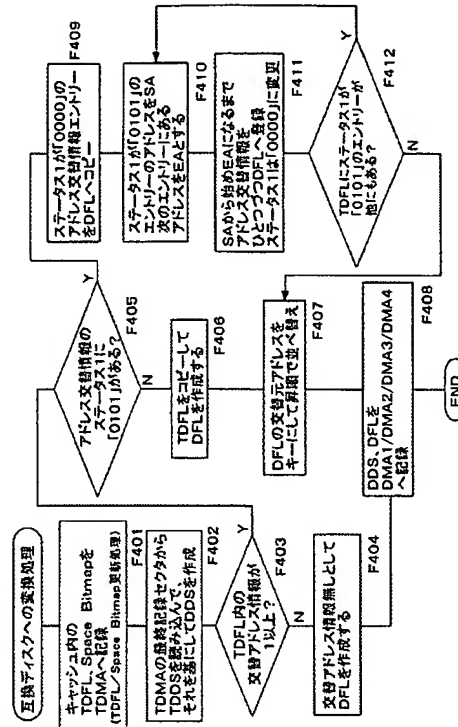 互換ディスクへの変換処理
キャッシュ内の
TDFL、Space Bitmapを
TDMAへ記録
(TDFL/Space Bitmap更新処理)
F401
TDMAの最終記録セクタから
TDDSを読み込んで、
それを基にしてDDSを作成
F402
TDFL内の
交替アドレス情報が
1以上?
F403
Y
N
交替アドレス情報無しとして
DFLを作成する
F404
アドレス交替情報の
ステータス1に
「0101」がある?
F405
Y
N
TDFLをコピーして
DFLを作成する
F406
DFLの交替元アドレスを
キーにして昇順で並べ替え
F407
DDS、DFLを
DMA1/DMA2/DMA3/DMA4
へ記録
F408
END
ステータス1が「0000」の
アドレス交替情報エントリー
をDFLへコピー
F409
ステータス1が「0101」の
エントリーのアドレスをSA
次のエントリーにある
アドレスをEAとする
F410
SAから始めEAになるまで
アドレス交替情報を
ひとつづつDFLへ登録
ステータス1は「0000」に変更
F411
TDFLにステータス1が
「0101」のエントリーが
他にもある?
F412
Y
N